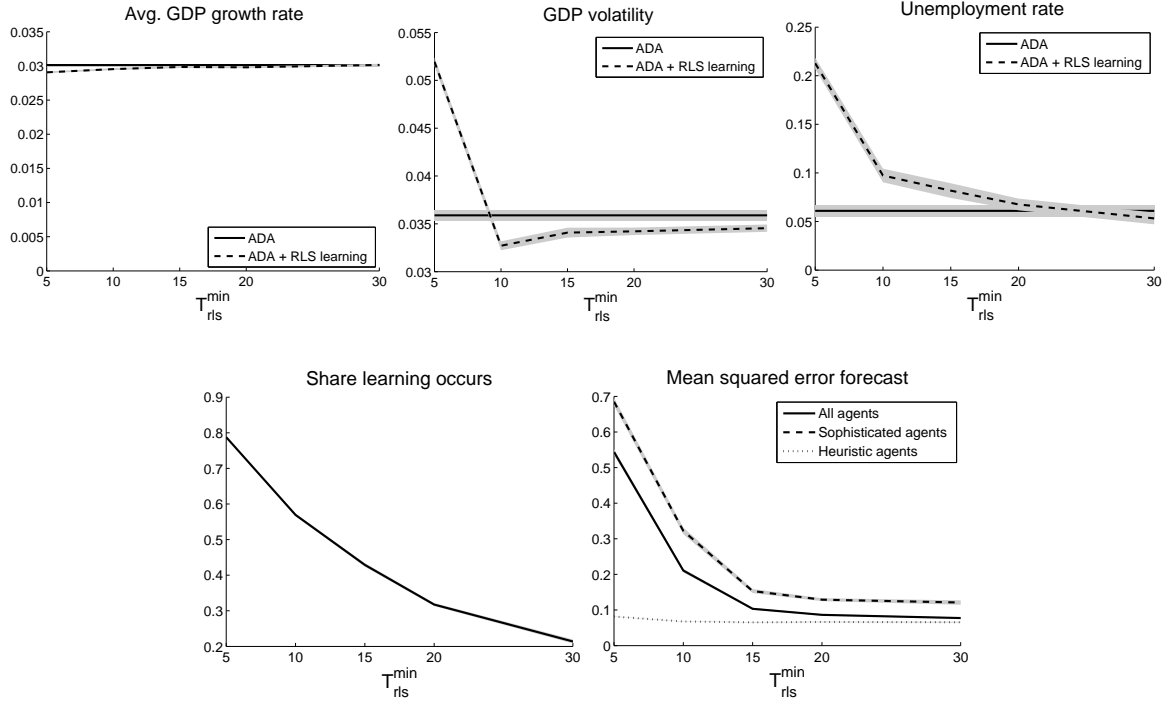 Avg. GDP growth rate
0.035
0.03
0.025
0.02
0.015
0.01
0.005
0
5 10 15 20 30
T_rls^min
ADA
ADA + RLS learning
GDP volatility
0.055
0.05
0.045
0.04
0.035
0.03
5 10 15 20 30
T_rls^min
ADA
ADA + RLS learning
Unemployment rate
0.25
0.2
0.15
0.1
0.05
0
5 10 15 20 30
T_rls^min
ADA
ADA + RLS learning
Share learning occurs
0.9
0.8
0.7
0.6
0.5
0.4
0.3
0.2
5 10 15 20 30
T_rls^min
Mean squared error forecast
0.7
0.6
0.5
0.4
0.3
0.2
0.1
0
5 10 15 20 30
T_rls^min
All agents
Sophisticated agents
Heuristic agents